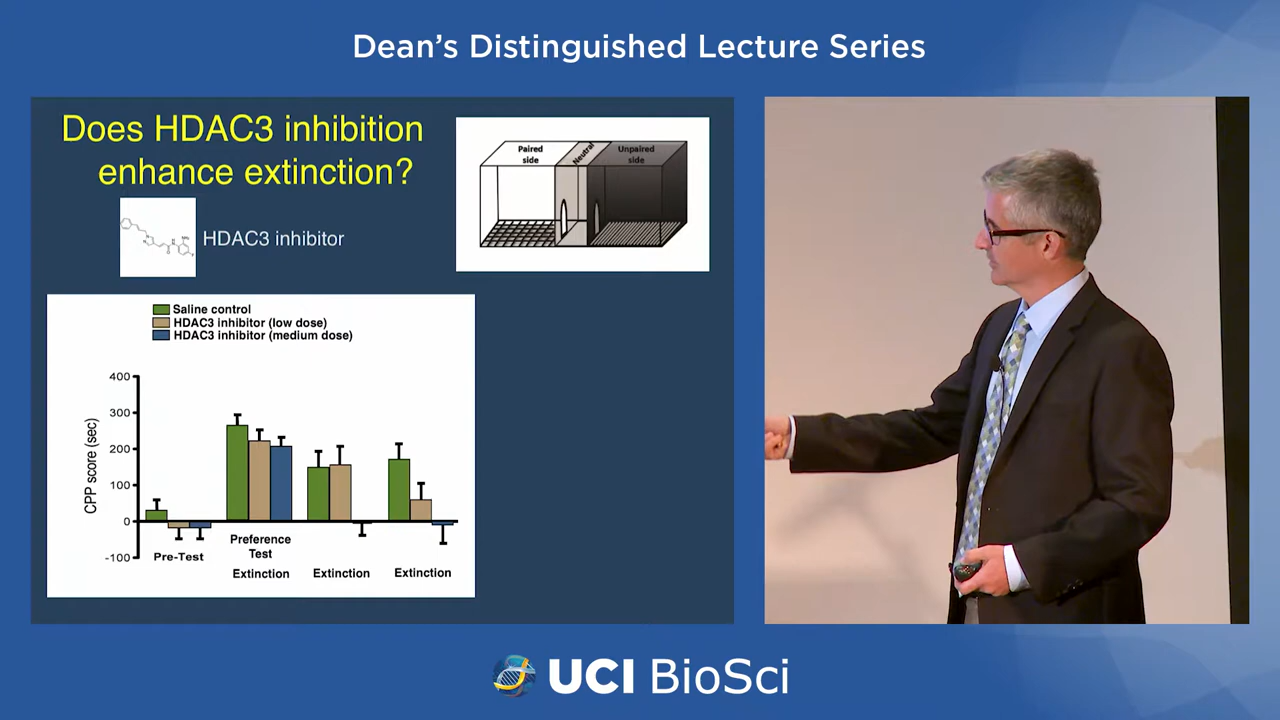 Dean's Distinguished Lecture Series
Does HDAC3 inhibition
enhance extinction?
HDAC3 inhibitor
Paired
side
Neutral
Unpaired
side
Saline control
HDAC3 inhibitor (low dose)
HDAC3 inhibitor (medium dose)
CPP score (sec)
400
300
200
100
0
-100
Pre-Test
Preference
Test
Extinction
Extinction
Extinction
UCI BioSci